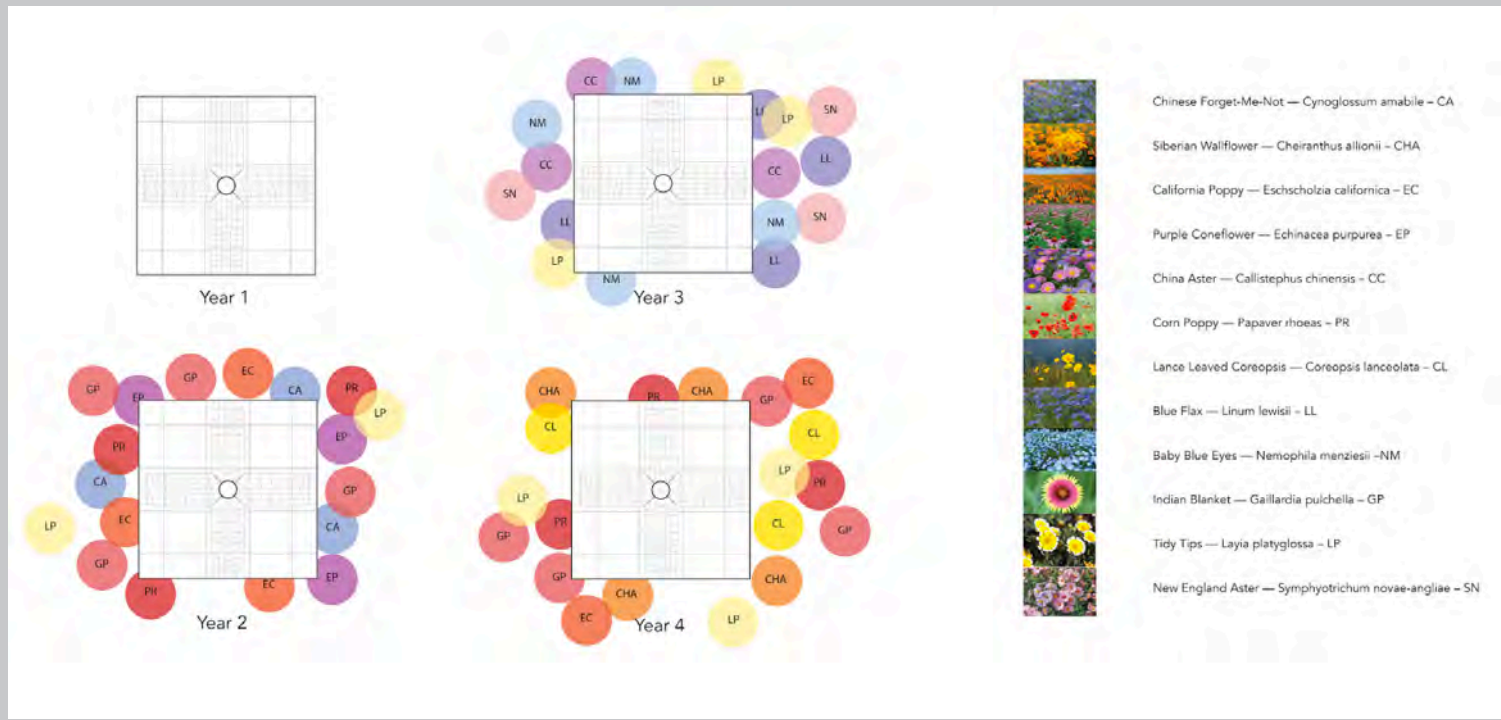 Year 1
GP
EP
GP
EC
CA
PR
LP
PR
EP
CA
GP
LP
EC
CA
GP
PR
EC
EP
Year 2
CC
NM
LP
NM
LL
LP
SN
CC
CC
LL
SN
LL
NM
SN
LP
LL
NM
Year 3
CHA
PR
CHA
GP
EC
CL
CL
LP
PR
LP
GP
PR
CL
GP
GP
CHA
CHA
EC
LP
Year 4
Chinese Forget-Me-Not — Cynoglossum amabile – CA
Siberian Wallflower — Cheiranthus allionii – CHA
California Poppy — Eschscholzia californica – EC
Purple Coneflower — Echinacea purpurea – EP
China Aster — Callistephus chinensis – CC
Corn Poppy — Papaver rhoeas – PR
Lance Leaved Coreopsis — Coreopsis lanceolata – CL
Blue Flax — Linum lewisii – LL
Baby Blue Eyes — Nemophila menziesii –NM
Indian Blanket — Gaillardia pulchella – GP
Tidy Tips — Layia platyglossa – LP
New England Aster — Symphyotrichum novae-angliae – SN